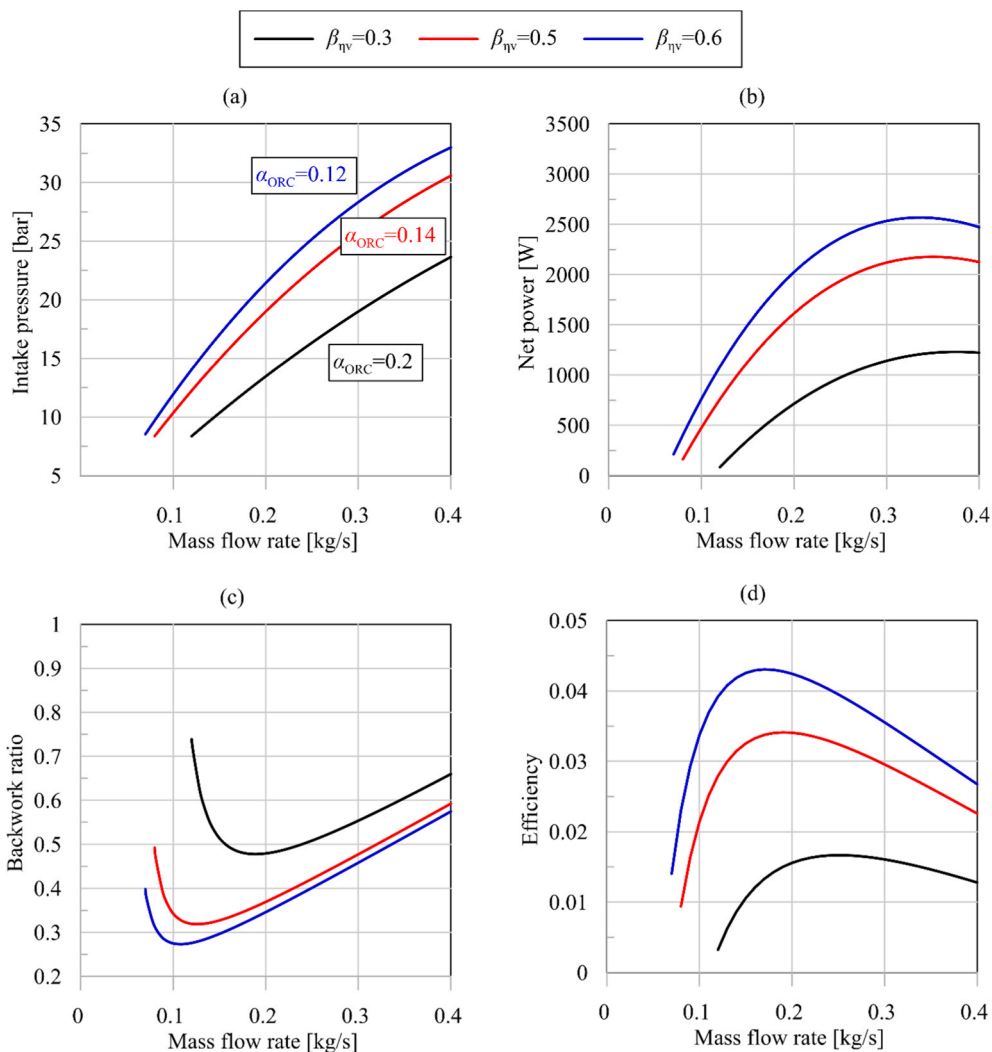 βηv=0.3 βηv=0.5 βηv=0.6
(a) (b)
35
30
25
20
15
10
5
Intake pressure [bar]
αORC=0.12
αORC=0.14
αORC=0.2
0.1 0.2 0.3 0.4
Mass flow rate [kg/s]
3500
3000
2500
2000
1500
1000
500
0
Net power [W]
0 0.1 0.2 0.3 0.4
Mass flow rate [kg/s]
(c) (d)
1
0.9
0.8
0.7
0.6
0.5
0.4
0.3
0.2
Backwork ratio
0 0.1 0.2 0.3 0.4
Mass flow rate [kg/s]
0.05
0.04
0.03
0.02
0.01
0
Efficiency
0 0.1 0.2 0.3 0.4
Mass flow rate [kg/s]